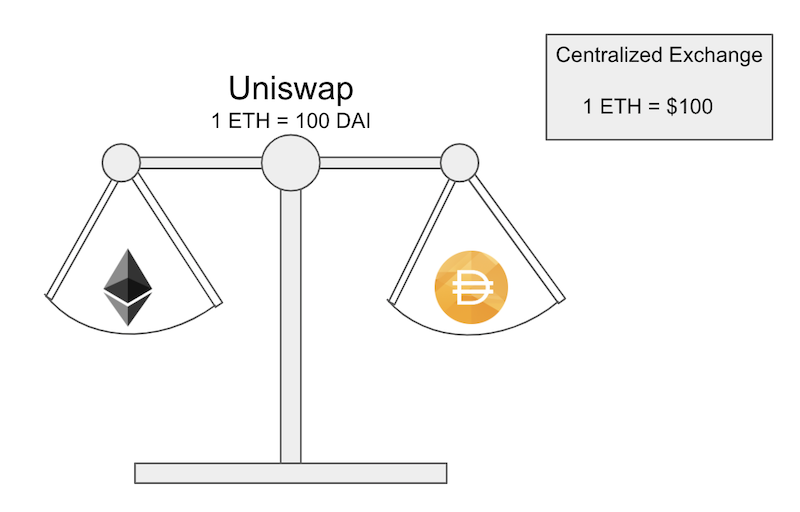 Uniswap
1 ETH = 100 DAI
Centralized Exchange
1 ETH = $100